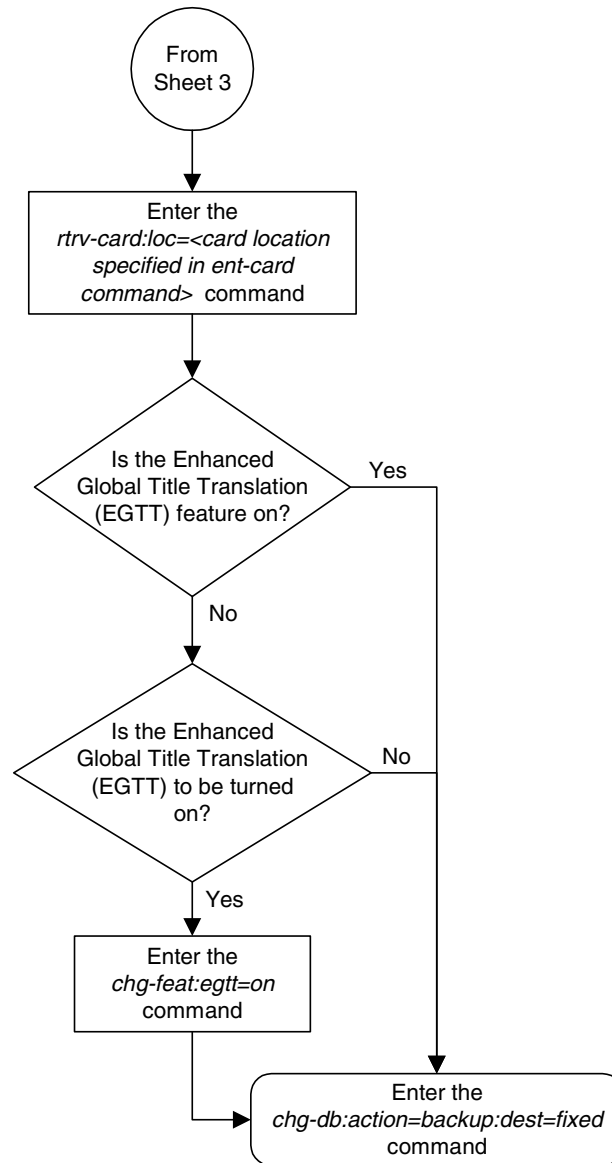 From
Sheet 3
Enter the
rtrv-card:loc=<card location
specified in ent-card
command> command
Is the Enhanced
Global Title Translation
(EGTT) feature on?
Yes
No
Is the Enhanced
Global Title Translation
(EGTT) to be turned
on?
No
Yes
Enter the
chg-feat:egtt=on
command
Enter the
chg-db:action=backup:dest=fixed
command